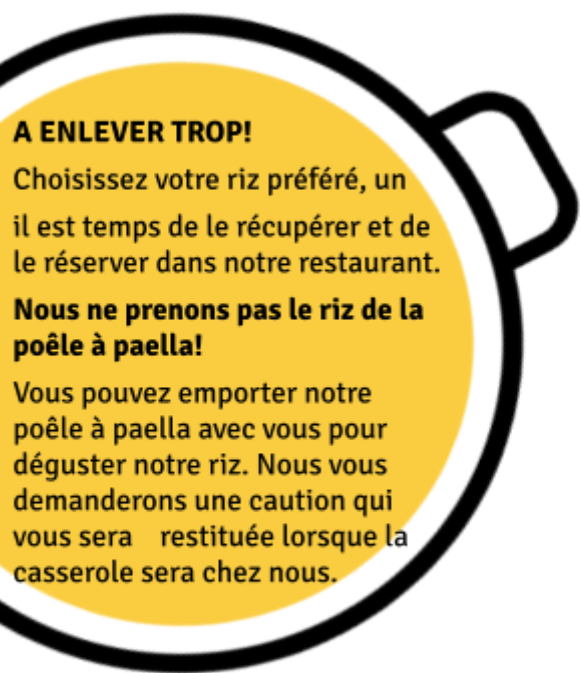 A ENLEVER TROP!
Choisissez votre riz préféré, un
il est temps de le récupérer et de
le réserver dans notre restaurant.
Nous ne prenons pas le riz de la
poêle à paella!
Vous pouvez emporter notre
poêle à paella avec vous pour
déguster notre riz. Nous vous
demanderons une caution qui
vous sera restituée lorsque la
casserole sera chez nous.